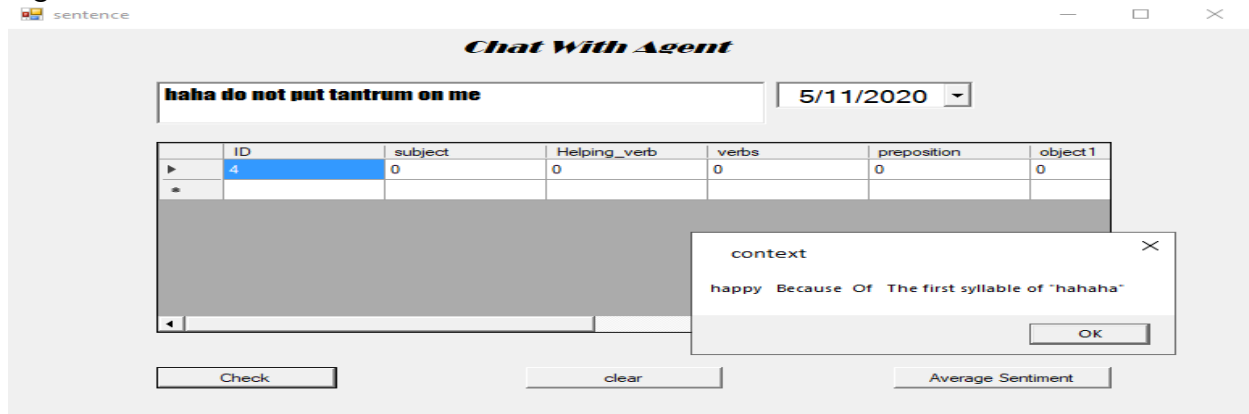 sentence
Chat With Agent
haha do not put tantrum on me
5/11/2020
ID subject Helping_verb verbs preposition object1
4 0 0 0 0 0
context
happy Because Of The first syllable of "hahaha"
OK
Check clear Average Sentiment